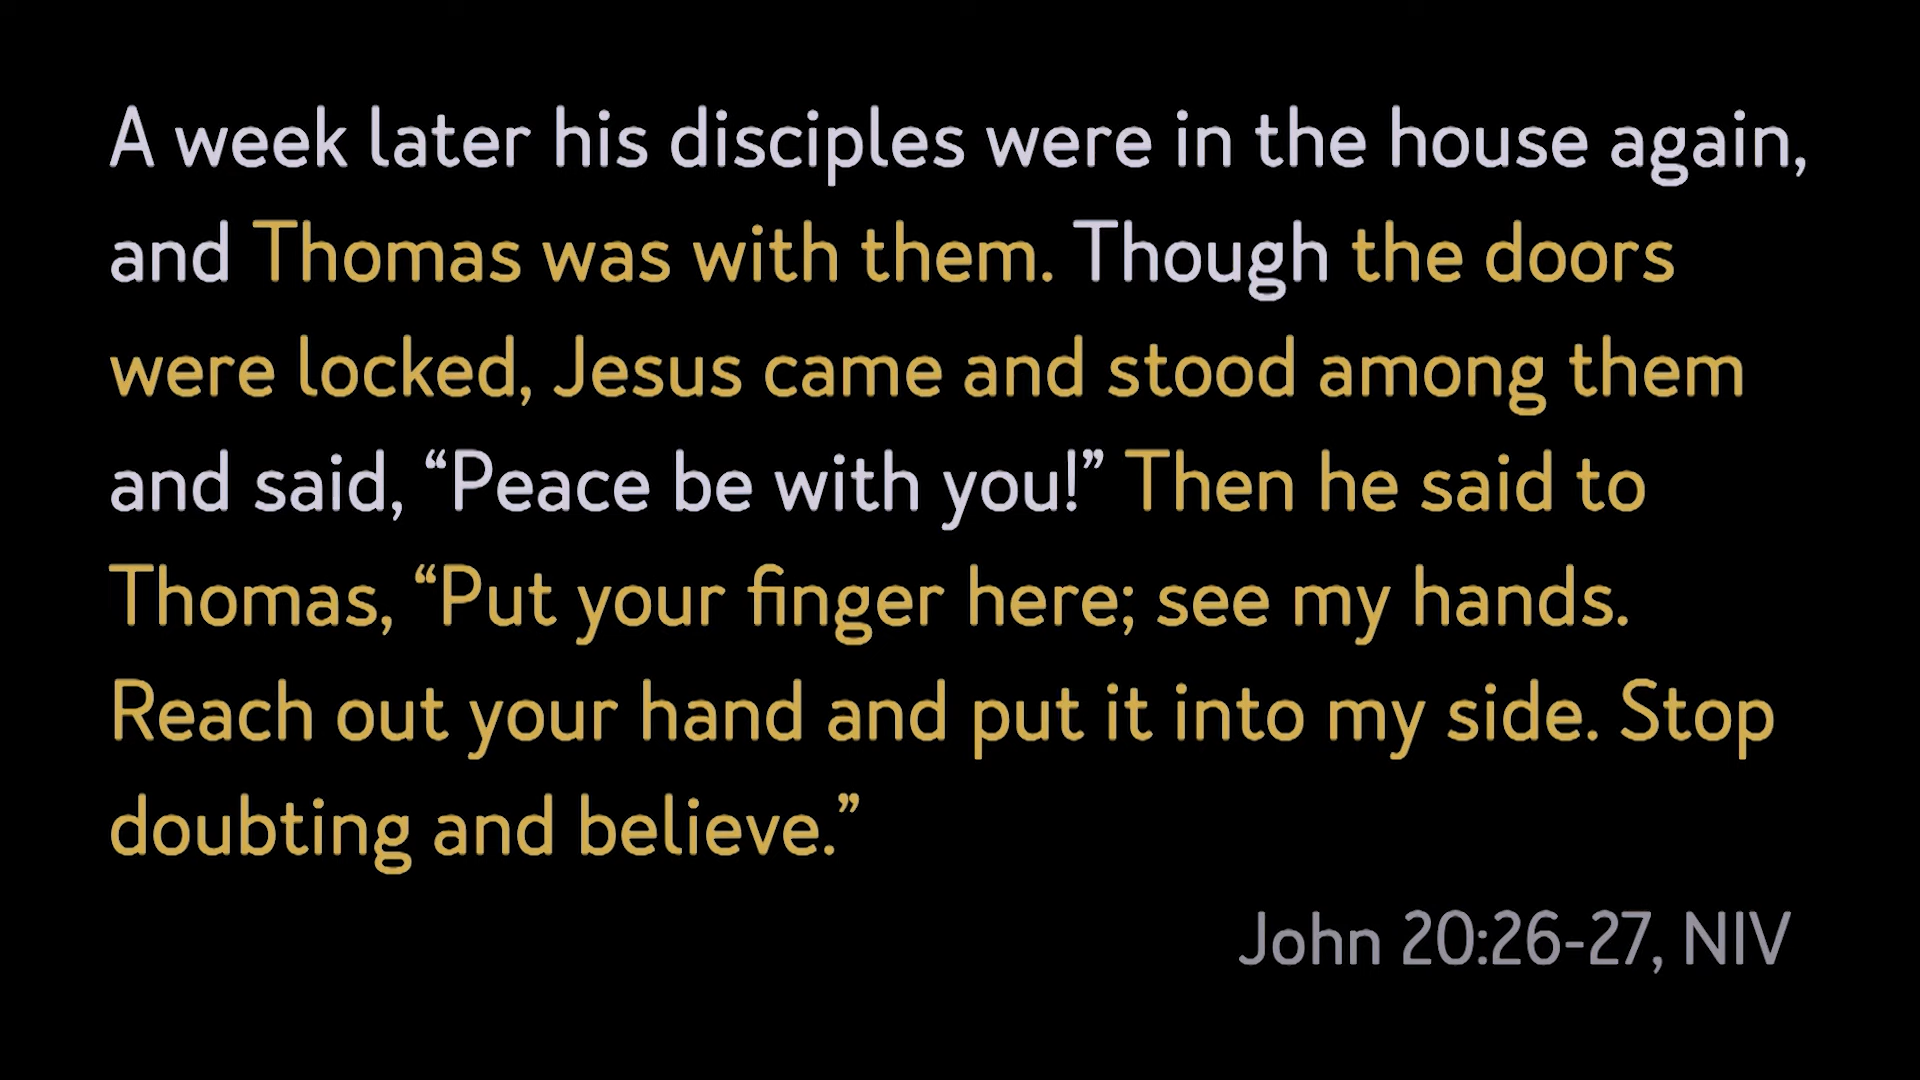 A week later his disciples were in the house again,
and Thomas was with them. Though the doors
were locked, Jesus came and stood among them
and said, “Peace be with you!” Then he said to
Thomas, “Put your finger here; see my hands.
Reach out your hand and put it into my side. Stop
doubting and believe.”
John 20:26-27, NIV